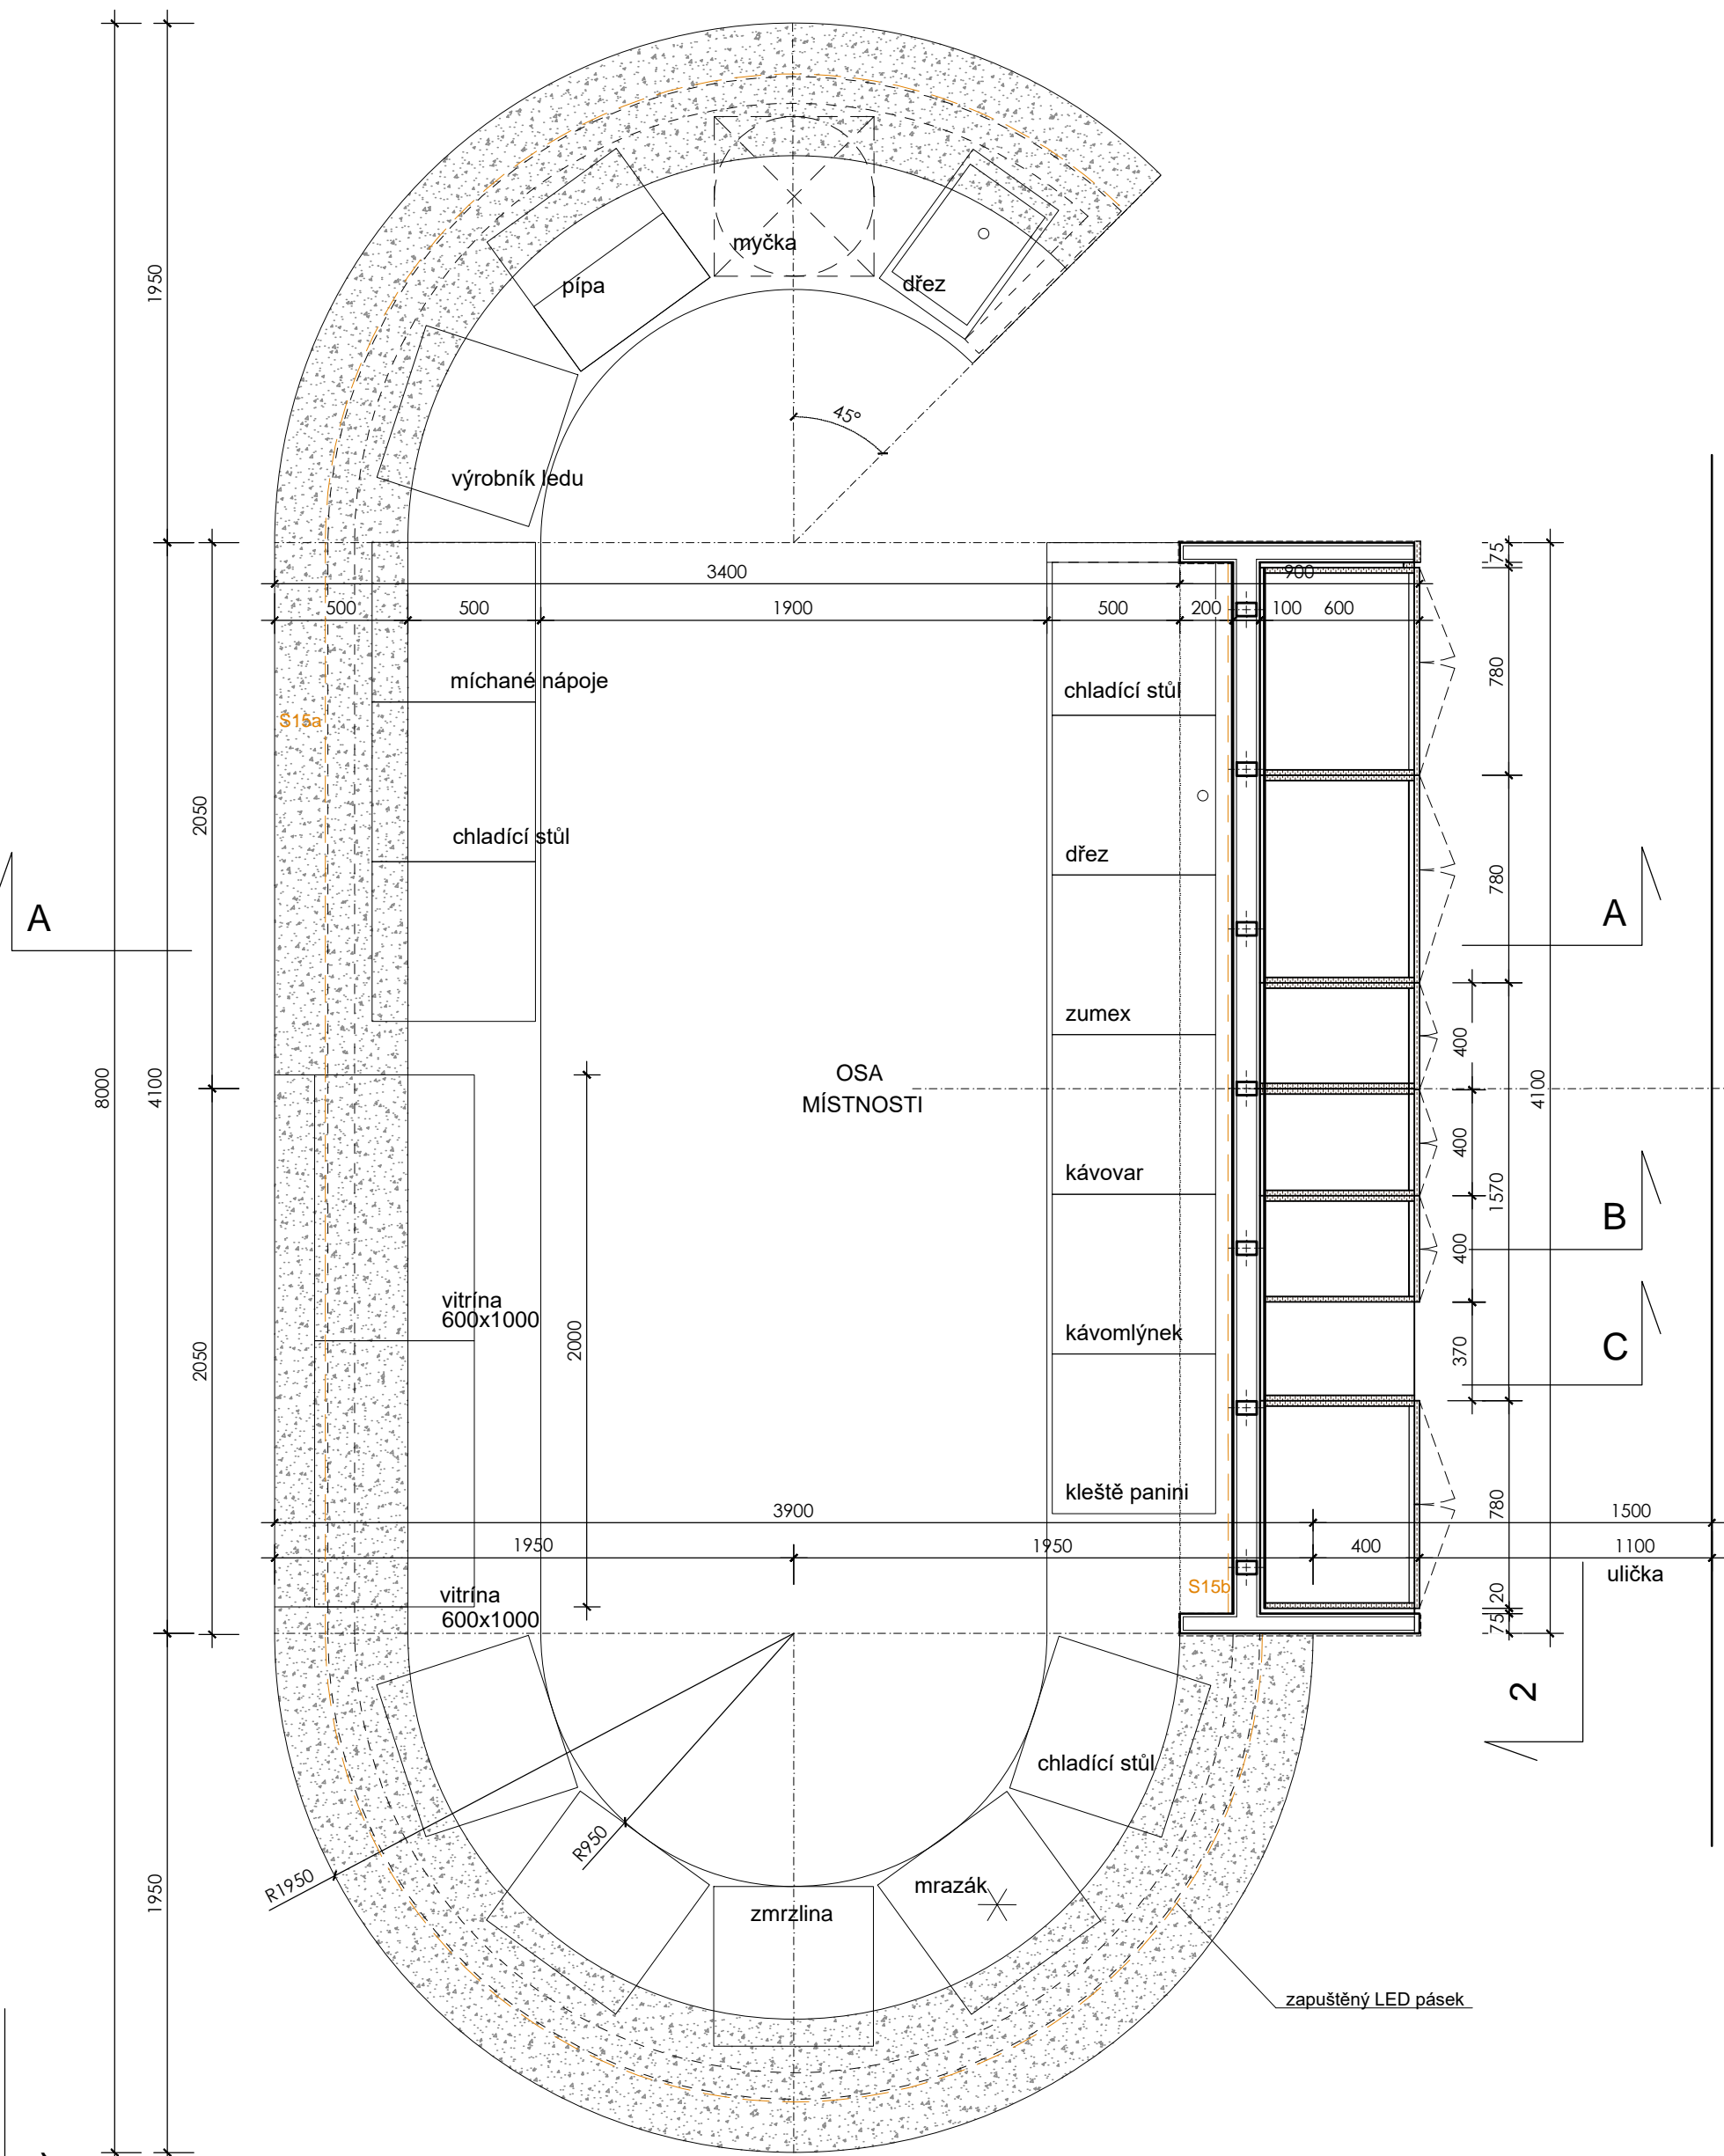 myčka
pípa
dřez
1950
45°
výrobník ledu
75
3400
900
500
500
1900
500
200
100
600
780
míchané nápoje
chladící stůl
S15a
2050
chladící stůl
dřez
780
A
A
zumex
400
OSA
MÍSTNOSTI
8000
4100
4100
400
kávovar
1570
B
400
vitrína
600x1000
2000
kávomlýnek
2050
C
370
kleště panini
780
3900
1500
1950
1950
400
1100
ulička
S15b
vitrína
600x1000
20
75
2
chladící stůl
R950
R1950
mrazák
1950
zmrzlina
zapuštěný LED pásek